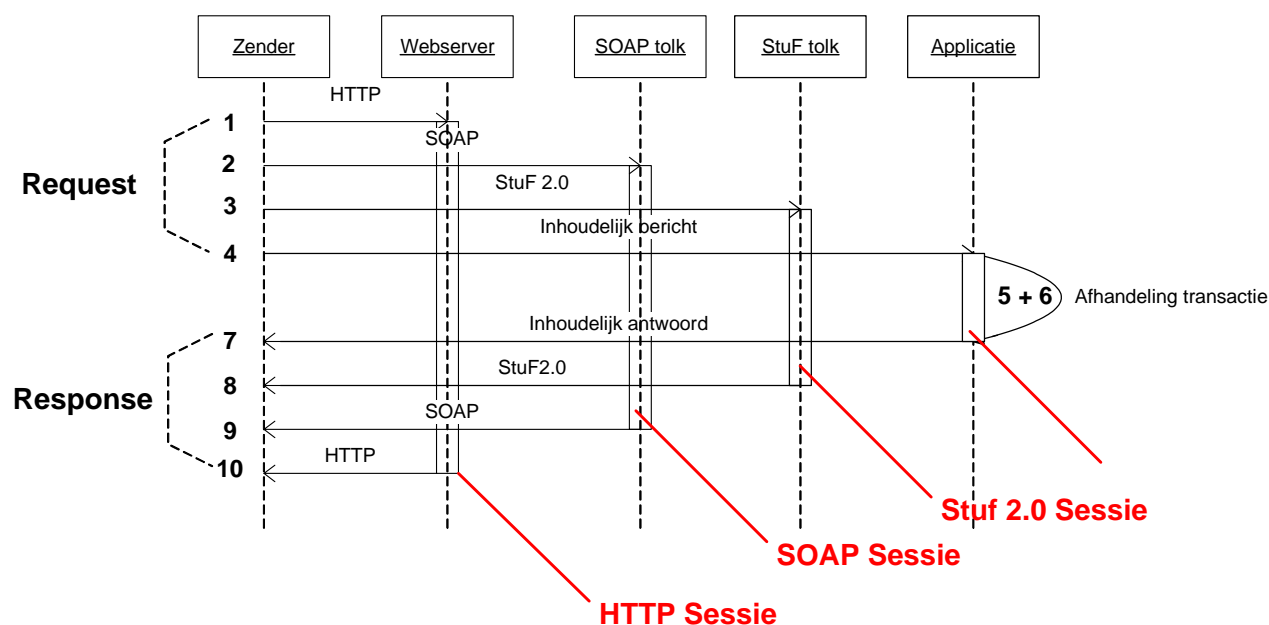 Zender
Webserver
SOAP tolk
StuF tolk
Applicatie
HTTP
1
SOAP
2
StuF 2.0
Request
3
Inhoudelijk bericht
4
5 + 6
Afhandeling transactie
Inhoudelijk antwoord
7
StuF2.0
8
Response
SOAP
9
HTTP
10
Stuf 2.0 Sessie
SOAP Sessie
HTTP Sessie